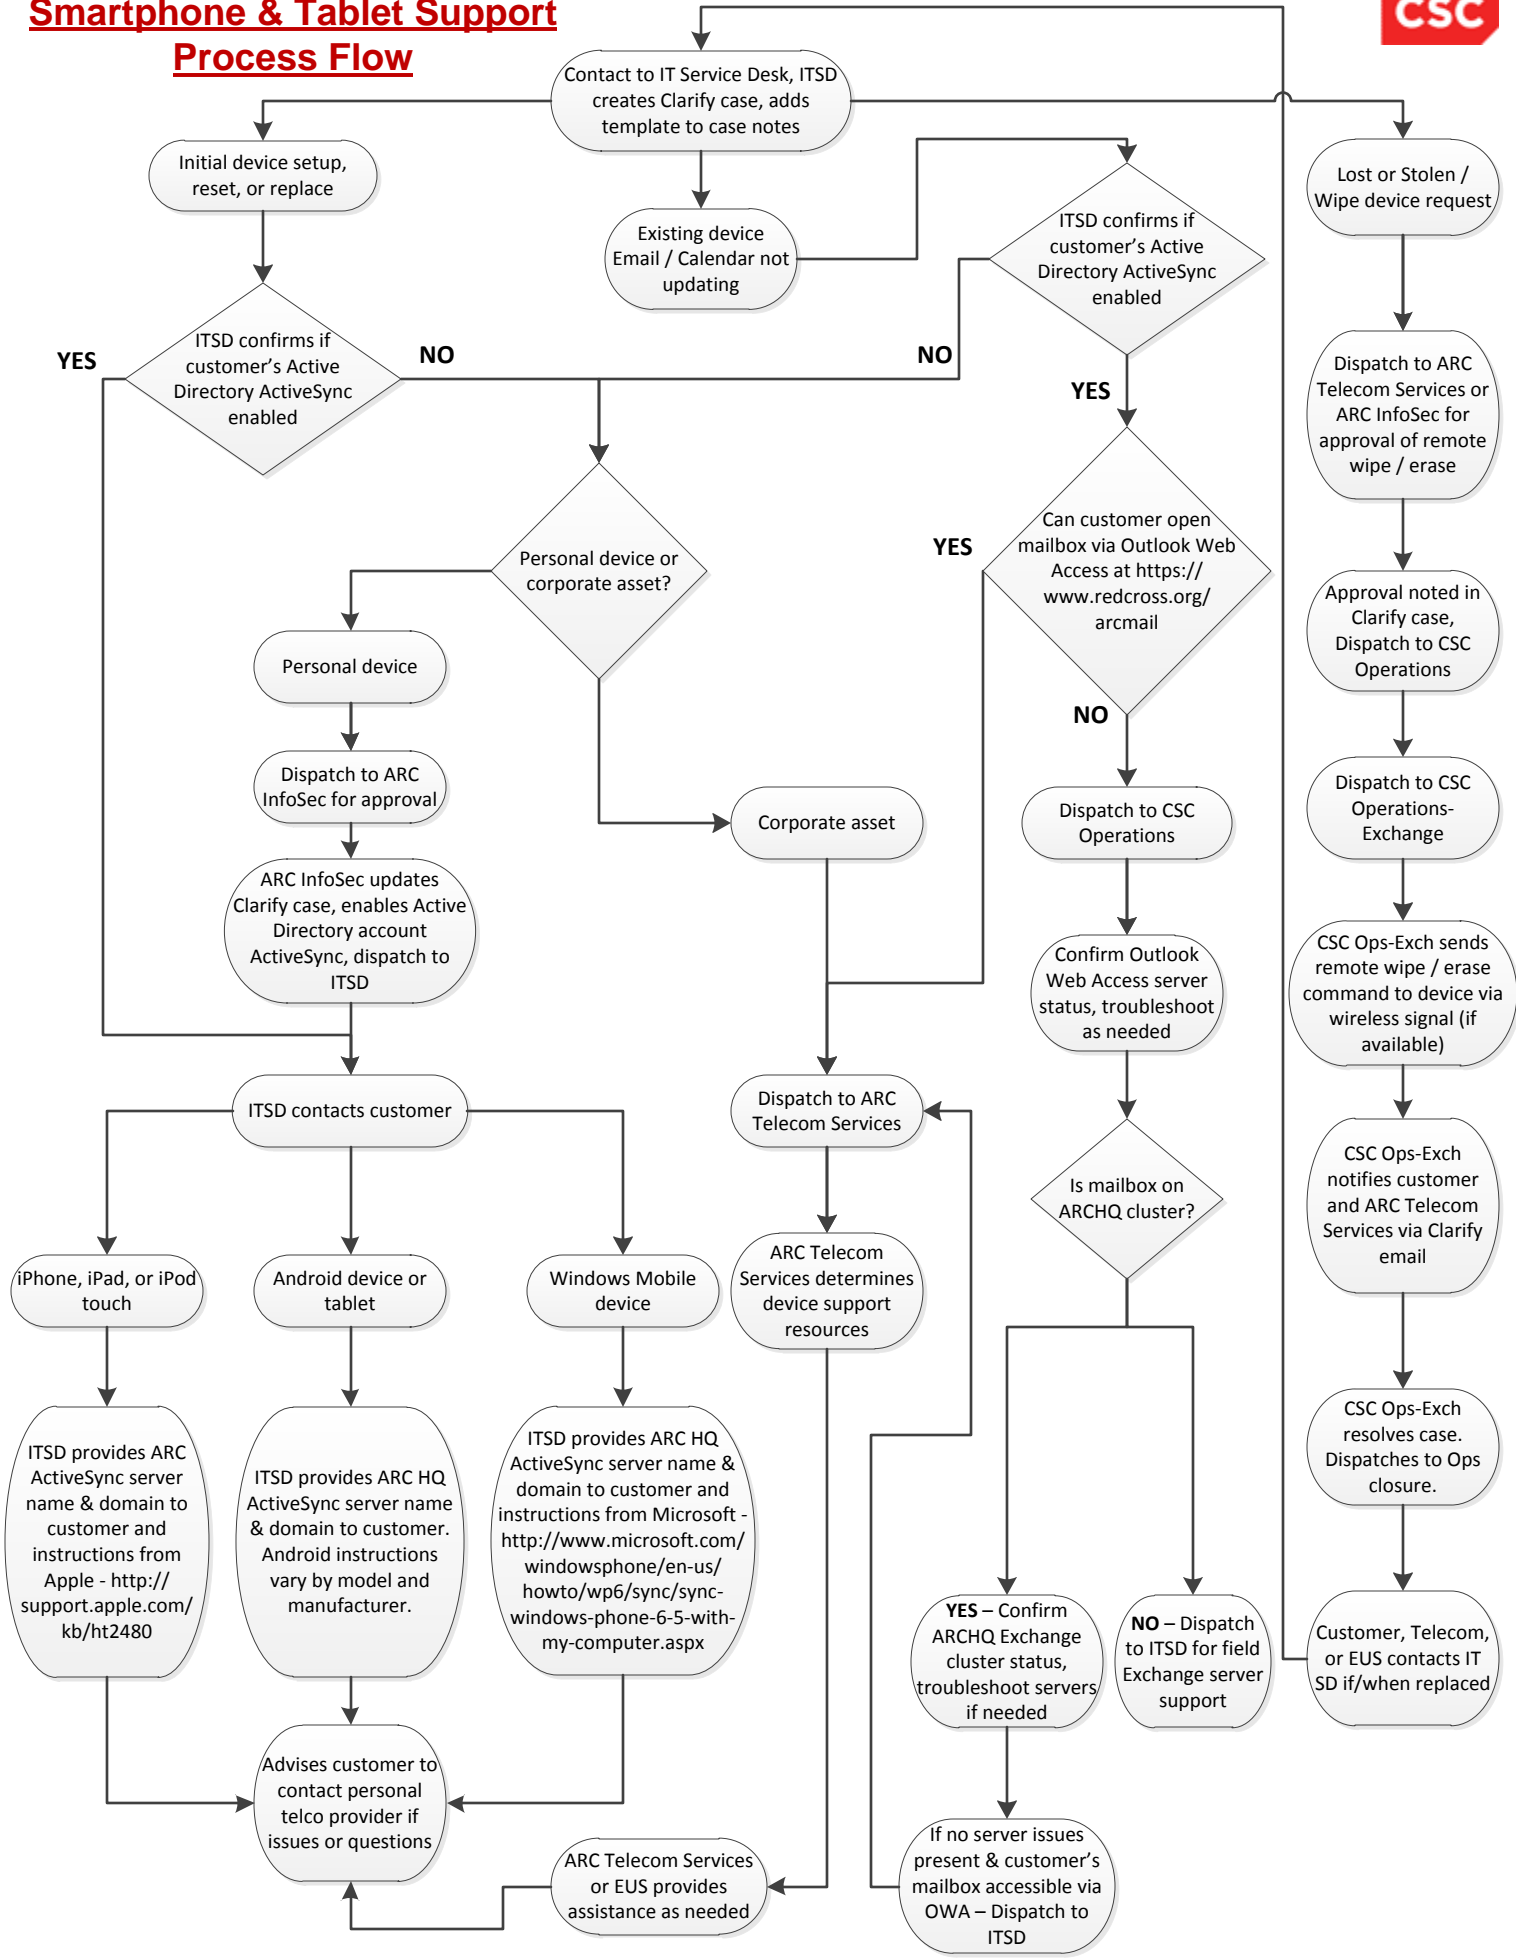 Smartphone & Tablet Support
Process Flow
CSC
Contact to IT Service Desk, ITSD
creates Clarify case, adds
template to case notes
Initial device setup,
reset, or replace
Existing device
Email / Calendar not
updating
ITSD confirms if
customer's Active
Directory ActiveSync
enabled
Lost or Stolen /
Wipe device request
YES
ITSD confirms if
customer's Active
Directory ActiveSync
enabled
NO
NO
YES
Dispatch to ARC
Telecom Services or
ARC InfoSec for
approval of remote
wipe / erase
Personal device or
corporate asset?
YES
Can customer open
mailbox via Outlook Web
Access at https://
www.redcross.org/
arcmail
NO
Approval noted in
Clarify case,
Dispatch to CSC
Operations
Personal device
Dispatch to ARC
InfoSec for approval
Corporate asset
Dispatch to CSC
Operations
Dispatch to CSC
Operations-
Exchange
ARC InfoSec updates
Clarify case, enables Active
Directory account
ActiveSync, dispatch to
ITSD
Confirm Outlook
Web Access server
status, troubleshoot
as needed
CSC Ops-Exch sends
remote wipe / erase
command to device via
wireless signal (if
available)
ITSD contacts customer
Dispatch to ARC
Telecom Services
Is mailbox on
ARCHQ cluster?
CSC Ops-Exch
notifies customer
and ARC Telecom
Services via Clarify
email
iPhone, iPad, or iPod
touch
Android device or
tablet
Windows Mobile
device
ARC Telecom
Services determines
device support
resources
ITSD provides ARC
ActiveSync server
name & domain to
customer and
instructions from
Apple - http://
support.apple.com/
kb/ht2480
ITSD provides ARC HQ
ActiveSync server name
& domain to customer.
Android instructions
vary by model and
manufacturer.
ITSD provides ARC HQ
ActiveSync server name &
domain to customer and
instructions from Microsoft -
http://www.microsoft.com/
windowsphone/en-us/
howto/wp6/sync/sync-
windows-phone-6-5-with-
my-computer.aspx
CSC Ops-Exch
resolves case.
Dispatches to Ops
closure.
YES – Confirm
ARCHQ Exchange
cluster status,
troubleshoot servers
if needed
NO – Dispatch
to ITSD for field
Exchange server
support
Customer, Telecom,
or EUS contacts IT
SD if/when replaced
Advises customer to
contact personal
telco provider if
issues or questions
ARC Telecom Services
or EUS provides
assistance as needed
If no server issues
present & customer's
mailbox accessible via
OWA – Dispatch to
ITSD